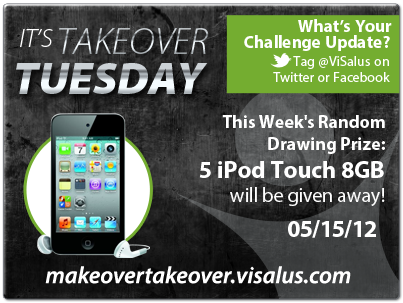 IT'S TAKEOVER
TUESDAY
What's Your
Challenge Update?
Tag @ViSalus on
Twitter or Facebook
This Week's Random
Drawing Prize:
5 iPod Touch 8GB
will be given away!
05/15/12
makeovertakeover.visalus.com